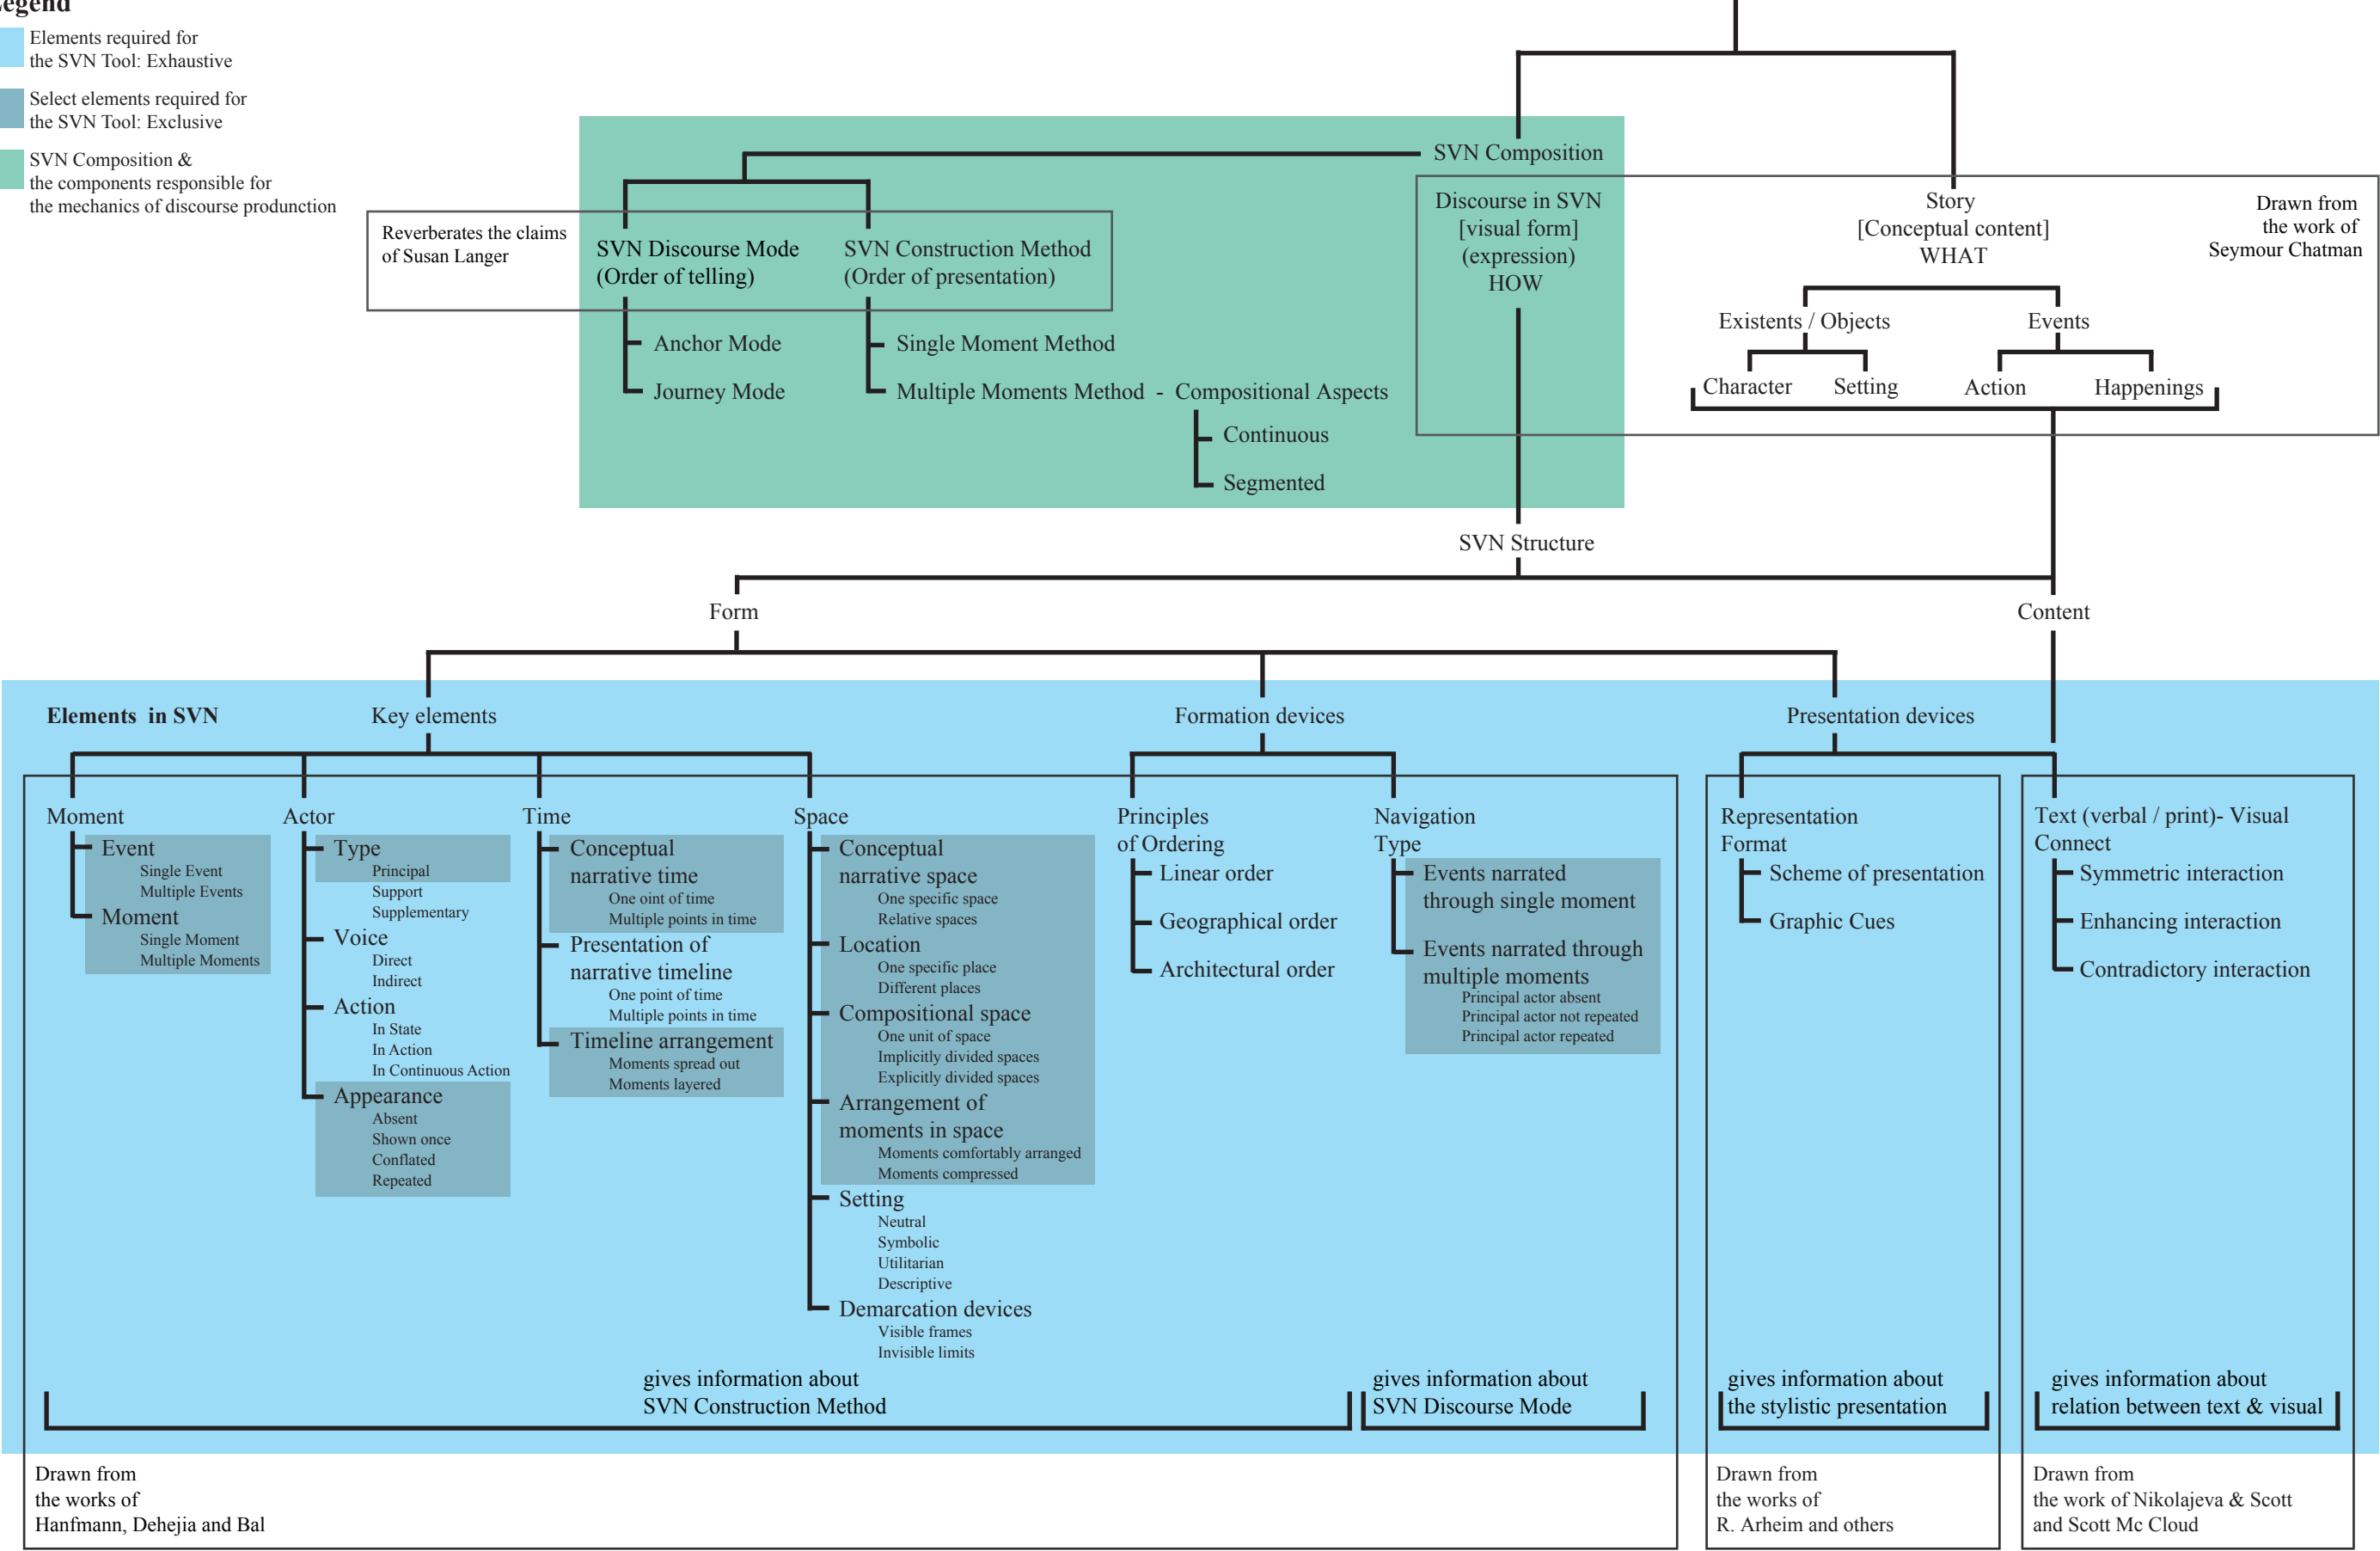 Legend
Elements required for
the SVN Tool: Exhaustive
Select elements required for
the SVN Tool: Exclusive
SVN Composition &
the components responsible for
the mechanics of discourse produnction
SVN Composition
Reverberates the claims
of Susan Langer
SVN Discourse Mode
(Order of telling)
SVN Construction Method
(Order of presentation)
Anchor Mode
Journey Mode
Single Moment Method
Multiple Moments Method - Compositional Aspects
Continuous
Segmented
Discourse in SVN
[visual form]
(expression)
HOW
Story
[Conceptual content]
WHAT
Drawn from
the work of
Seymour Chatman
Existents / Objects
Events
Character
Setting
Action
Happenings
SVN Structure
Form
Content
Elements in SVN
Key elements
Formation devices
Presentation devices
Moment
Event
Single Event
Multiple Events
Moment
Single Moment
Multiple Moments
Actor
Type
Principal
Support
Supplementary
Voice
Direct
Indirect
Action
In State
In Action
In Continuous Action
Appearance
Absent
Shown once
Conflated
Repeated
Time
Conceptual
narrative time
One oint of time
Multiple points in time
Presentation of
narrative timeline
One point of time
Multiple points in time
Timeline arrangement
Moments spread out
Moments layered
Space
Conceptual
narrative space
One specific space
Relative spaces
Location
One specific place
Different places
Compositional space
One unit of space
Implicitly divided spaces
Explicitly divided spaces
Arrangement of
moments in space
Moments comfortably arranged
Moments compressed
Setting
Neutral
Symbolic
Utilitarian
Descriptive
Demarcation devices
Visible frames
Invisible limits
Principles
of Ordering
Linear order
Geographical order
Architectural order
Navigation
Type
Events narrated
through single moment
Events narrated through
multiple moments
Principal actor absent
Principal actor not repeated
Principal actor repeated
Representation
Format
Scheme of presentation
Graphic Cues
Text (verbal / print)- Visual
Connect
Symmetric interaction
Enhancing interaction
Contradictory interaction
gives information about
SVN Construction Method
gives information about
SVN Discourse Mode
gives information about
the stylistic presentation
gives information about
relation between text & visual
Drawn from
the works of
Hanfmann, Dehejia and Bal
Drawn from
the works of
R. Arheim and others
Drawn from
the work of Nikolajeva & Scott
and Scott Mc Cloud